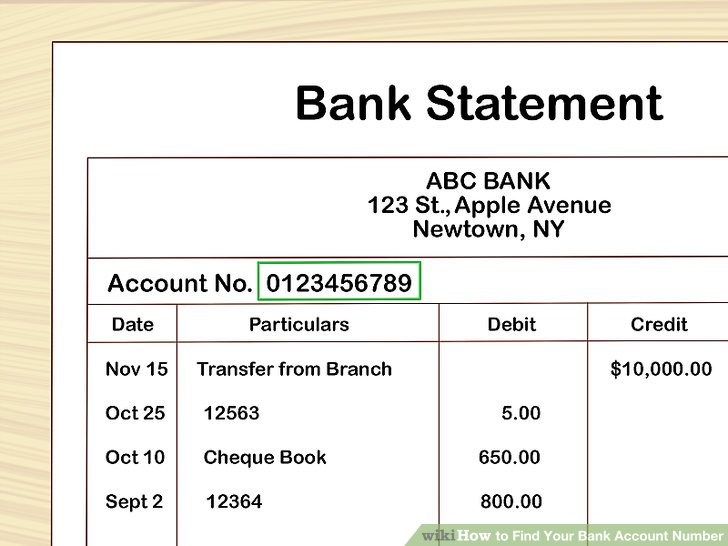 Bank Statement
ABC BANK
123 St., Apple Avenue
Newtown, NY
Account No. 0123456789
Date Particulars Debit Credit
Nov 15 Transfer from Branch $10,000.00
Oct 25 12563 5.00
Oct 10 Cheque Book 650.00
Sept 2 12364 800.00
wikiHow to Find Your Bank Account Number